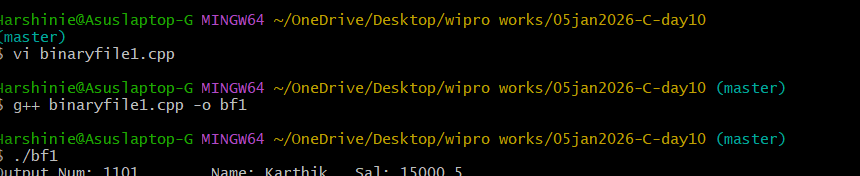 Harshinie@Asuslaptop-G MINGW64 ~/OneDrive/Desktop/wipro works/05jan2026-C-day10
(master)
$ vi binaryfile1.cpp
Harshinie@Asuslaptop-G MINGW64 ~/OneDrive/Desktop/wipro works/05jan2026-C-day10 (master)
$ g++ binaryfile1.cpp -o bf1
Harshinie@Asuslaptop-G MINGW64 ~/OneDrive/Desktop/wipro works/05jan2026-C-day10 (master)
$ ./bf1
Output Num: 1101 Name: Karthik Sal: 15000.5